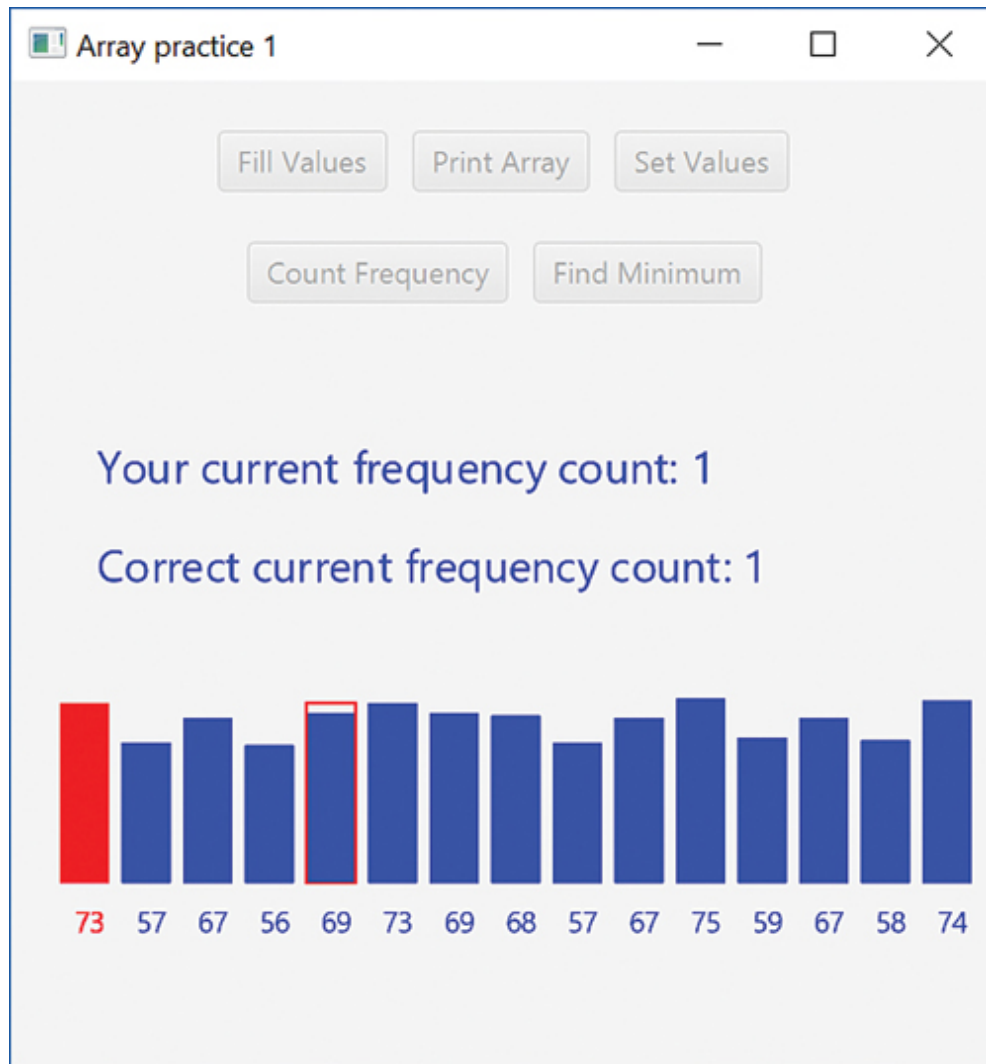 Array practice 1
Fill Values Print Array Set Values
Count Frequency Find Minimum
Your current frequency count: 1
Correct current frequency count: 1
73 57 67 56 69 73 69 68 57 67 75 59 67 58 74